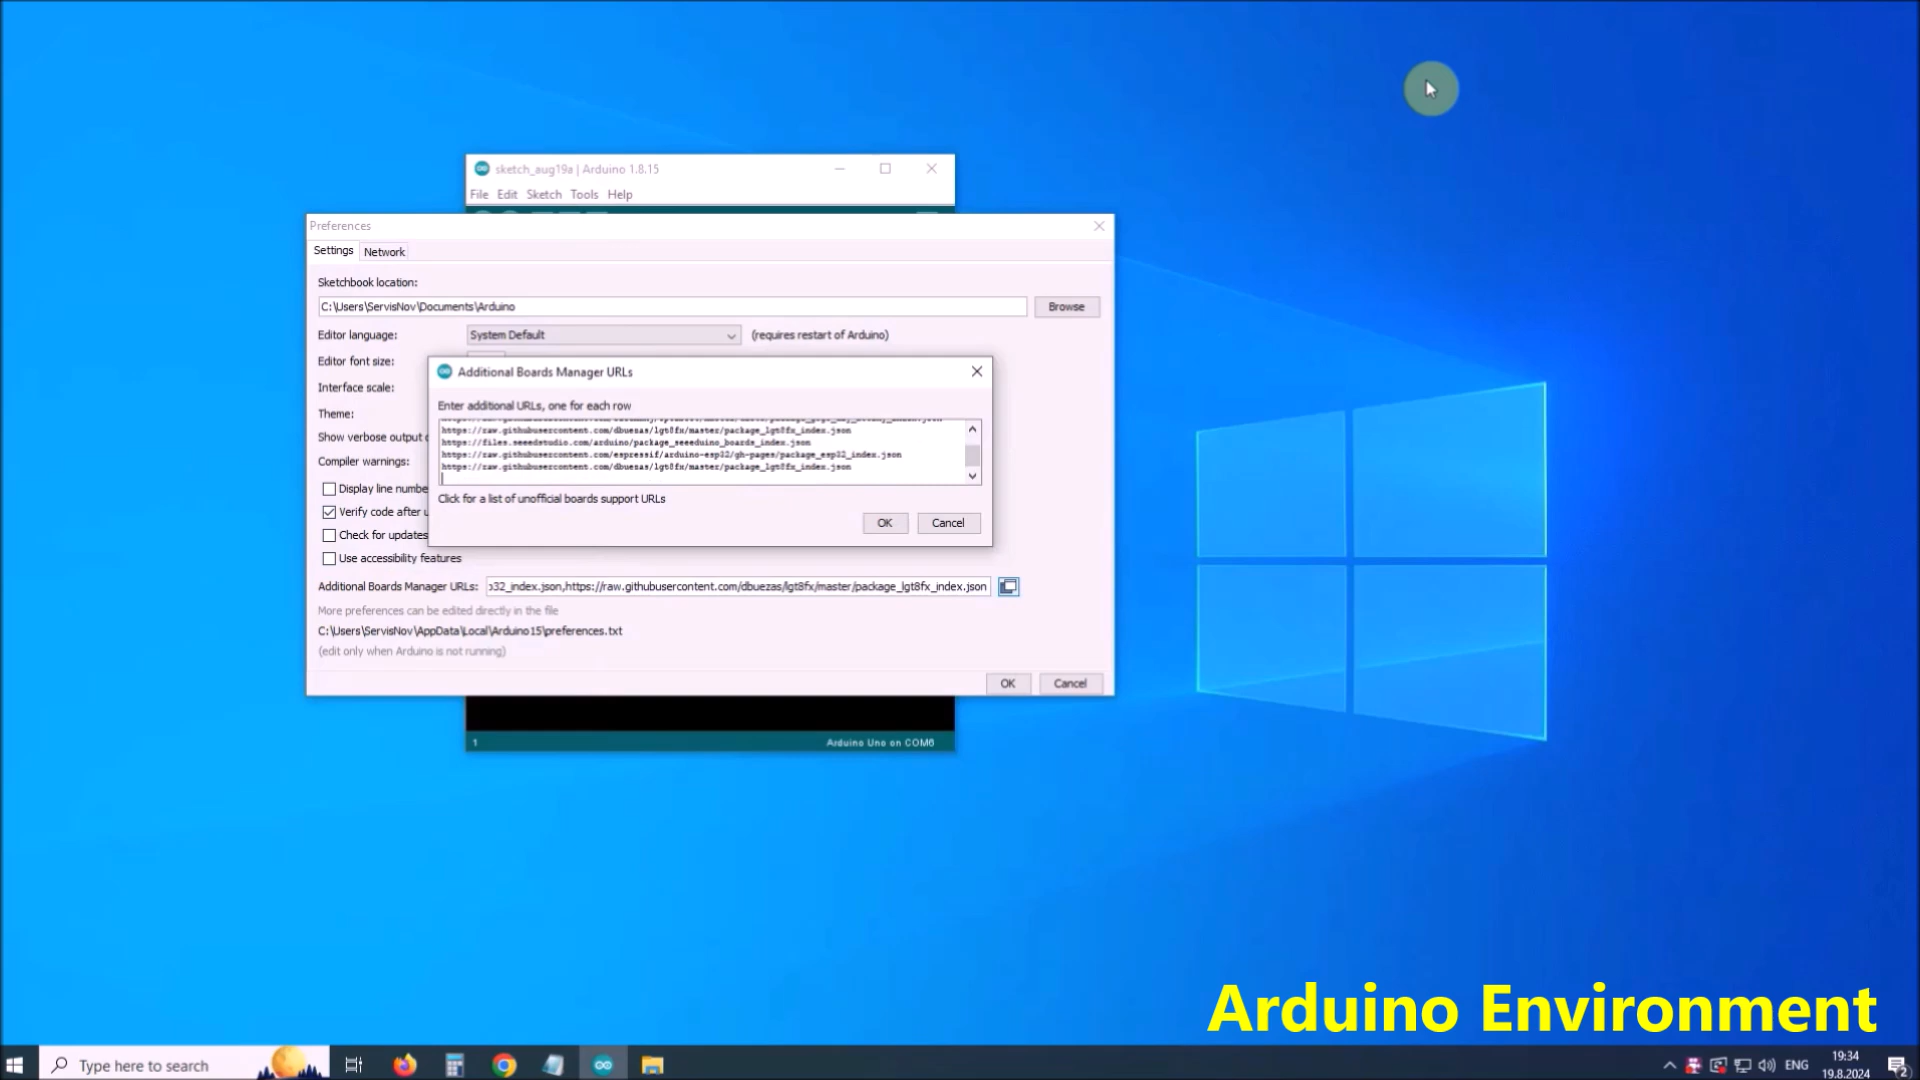 sketch_aug19a | Arduino 1.8.15
File Edit Sketch Tools Help
Preferences
Settings Network
Sketchbook location:
C:\Users\ServisNov\Documents\Arduino
Browse
Editor language:
System Default
(requires restart of Arduino)
Editor font size:
Interface scale:
Theme:
Show verbose output
Compiler warnings:
Display line numbe
Verify code after u
Check for updates
Use accessibility features
Additional Boards Manager URLs
Enter additional URLs, one for each row
https://raw.githubusercontent.com/dbuezas/lgt8fx/master/package_lgt8fx_index.json
https://files.seeedstudio.com/arduino/package_seeeduino_boards_index.json
https://raw.githubusercontent.com/espressif/arduino-esp32/gh-pages/package_esp32_index.json
https://raw.githubusercontent.com/dbuezas/lgt8fx/master/package_lgt8fx_index.json
Click for a list of unofficial boards support URLs
OK Cancel
Additional Boards Manager URLs:
32_index.json,https://raw.githubusercontent.com/dbuezas/lgt8fx/master/package_lgt8fx_index.json
More preferences can be edited directly in the file
C:\Users\ServisNov\AppData\Local\Arduino15\preferences.txt
(edit only when Arduino is not running)
OK Cancel
1
Arduino Uno on COM6
Arduino Environment
Type here to search
ENG
19:34
19.8.2024
2